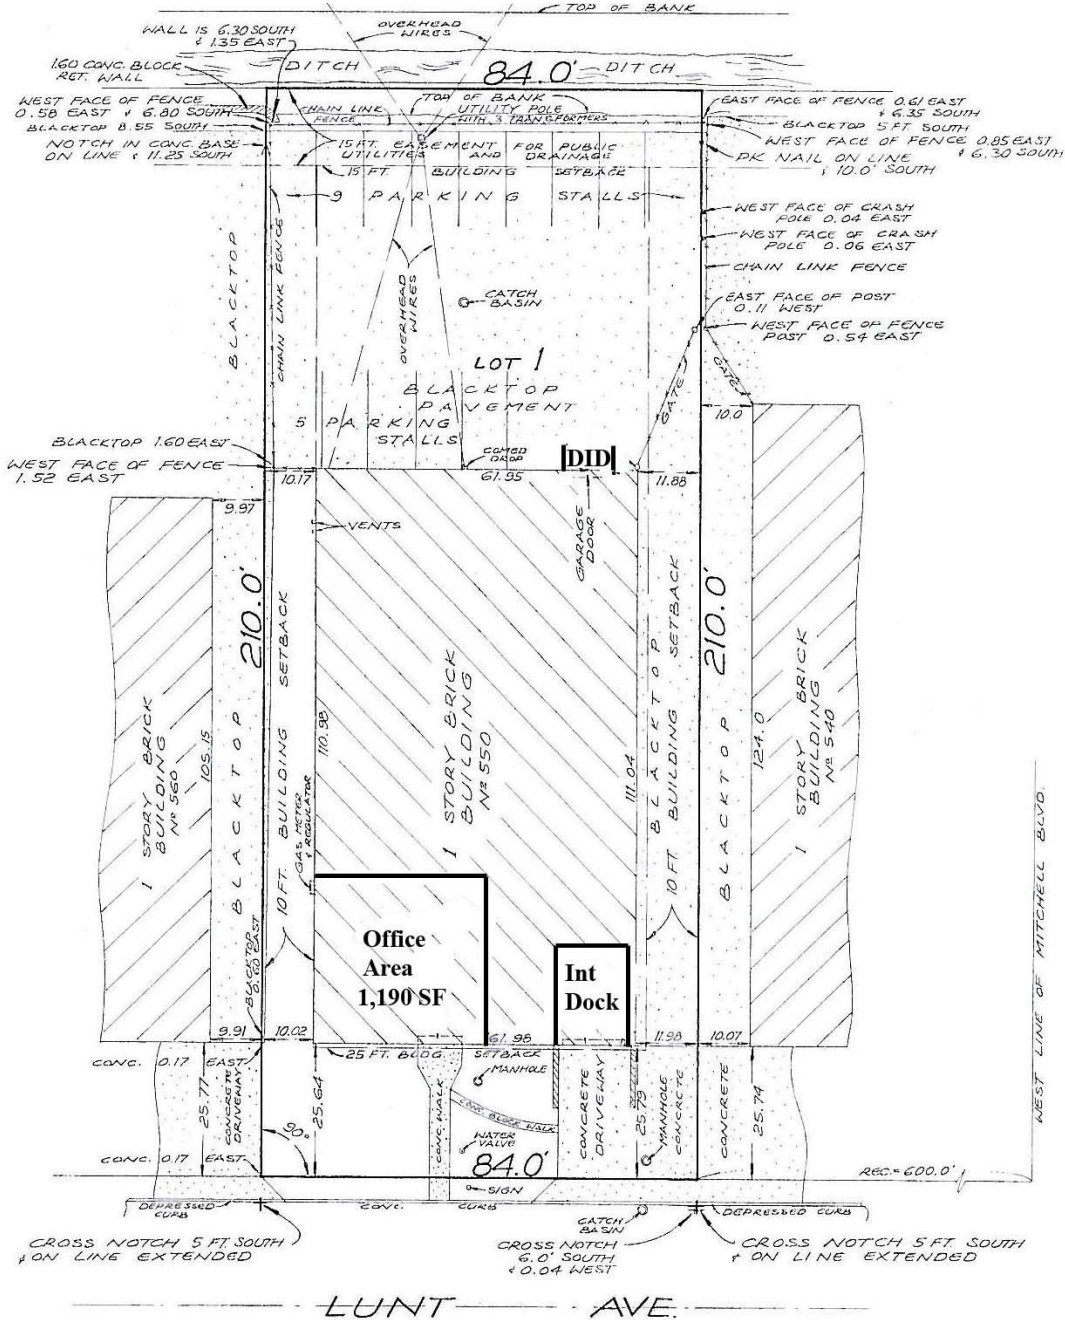 TOP OF BANK
OVERHEAD
WIRES
WALL IS 6.30 SOUTH
& 1.35 EAST
DITCH
84.0'
DITCH
1.60 CONC. BLOCK
RET. WALL
WEST FACE OF FENCE
0.58 EAST & 6.80 SOUTH
BLACKTOP 8.55 SOUTH
NOTCH IN CONC. BASE
ON LINE & 11.25 SOUTH
CHAIN LINK
FENCE
TOP OF BANK
UTILITY POLE
WITH 3 TRANSFORMERS
EAST FACE OF FENCE 0.61 EAST
& 6.35 SOUTH
BLACKTOP 5 FT. SOUTH
WEST FACE OF FENCE 0.85 EAST
& 6.30 SOUTH
P.K. NAIL ON LINE
& 10.0' SOUTH
15 FT. EASEMENT FOR PUBLIC
UTILITIES AND DRAINAGE
15 FT. BUILDING SETBACK
9 PARKING STALLS
WEST FACE OF CRASH
POLE 0.04 EAST
WEST FACE OF CRASH
POLE 0.06 EAST
CHAIN LINK FENCE
BLACKTOP
CHAIN LINK FENCE
OVERHEAD
WIRES
CATCH
BASIN
EAST FACE OF POST
0.11 WEST
WEST FACE OF FENCE
POST 0.54 EAST
LOT 1
BLACKTOP
PAVEMENT
5 PARKING
STALLS
GATE
GATE
10.0
BLACKTOP 1.60 EAST
WEST FACE OF FENCE
1.52 EAST
COMED
DROP
DID
10.17
61.95
11.88
9.97
VENTS
GARAGE
DOOR
210.0'
10 FT. BUILDING SETBACK
110.98
1 STORY BRICK
BUILDING
Nº 550
111.04
BLACKTOP
10 FT. BUILDING SETBACK
210.0'
BLACKTOP
124.0
1 STORY BRICK
BUILDING
Nº 540
1 STORY BRICK
BUILDING
Nº 560
105.15
BLACKTOP
GAS METER
& REGULATOR
BLACKTOP
0.60 EAST
Office
Area
1,190 SF
Int
Dock
WEST LINE OF MITCHELL BLVD.
9.91
10.02
61.98
11.98
10.07
25 FT. BLDG. SETBACK
CONC. 0.17 EAST
MANHOLE
25.77
CONCRETE
DRIVEWAY
25.64
CONC. WALK
CONC. BLOCK WALK
CONCRETE
DRIVEWAY
25.79
MANHOLE
CONCRETE
CONCRETE
25.74
90°
WATER
VALVE
CONC. 0.17 EAST
84.0'
REC.=600.0'
SIGN
DEPRESSED
CURB
CONC. CURB
CATCH
BASIN
DEPRESSED CURB
CROSS NOTCH 5 FT. SOUTH
& ON LINE EXTENDED
CROSS NOTCH
6.0' SOUTH
& 0.04 WEST
CROSS NOTCH 5 FT. SOUTH
& ON LINE EXTENDED
LUNT AVE.